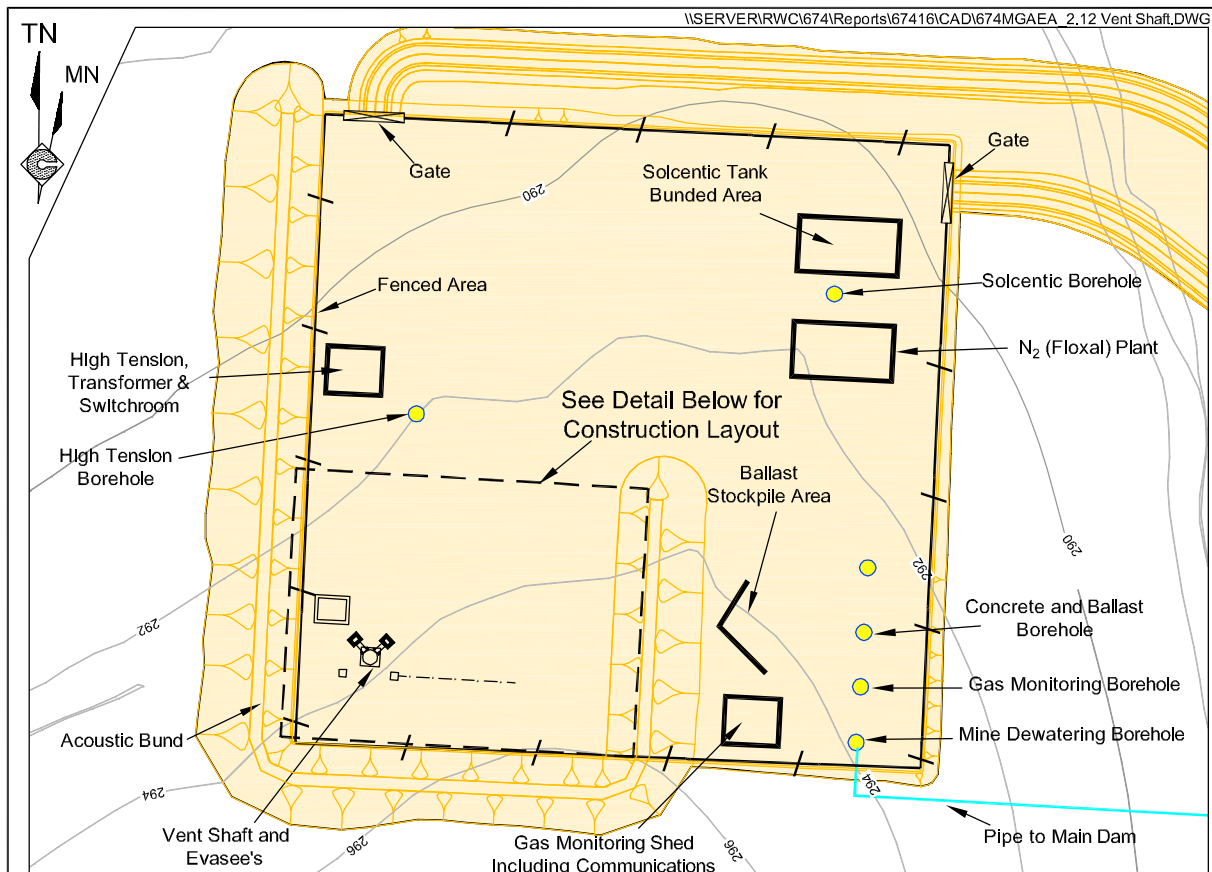 \\SERVER\RWC\674\Reports\67416\CAD\674MGAEA_2.12 Vent Shaft.DWG
TN
MN
Gate
Solcentic Tank
Bunded Area
Gate
290
Fenced Area
Solcentic Borehole
High Tension,
Transformer &
Switchroom
N₂ (Floxal) Plant
See Detail Below for
Construction Layout
High Tension
Borehole
Ballast
Stockpile Area
290
292
Concrete and Ballast
Borehole
292
Gas Monitoring Borehole
Acoustic Bund
Mine Dewatering Borehole
294
294
Vent Shaft and
Evasee's
296
Gas Monitoring Shed
Including Communications
296
Pipe to Main Dam